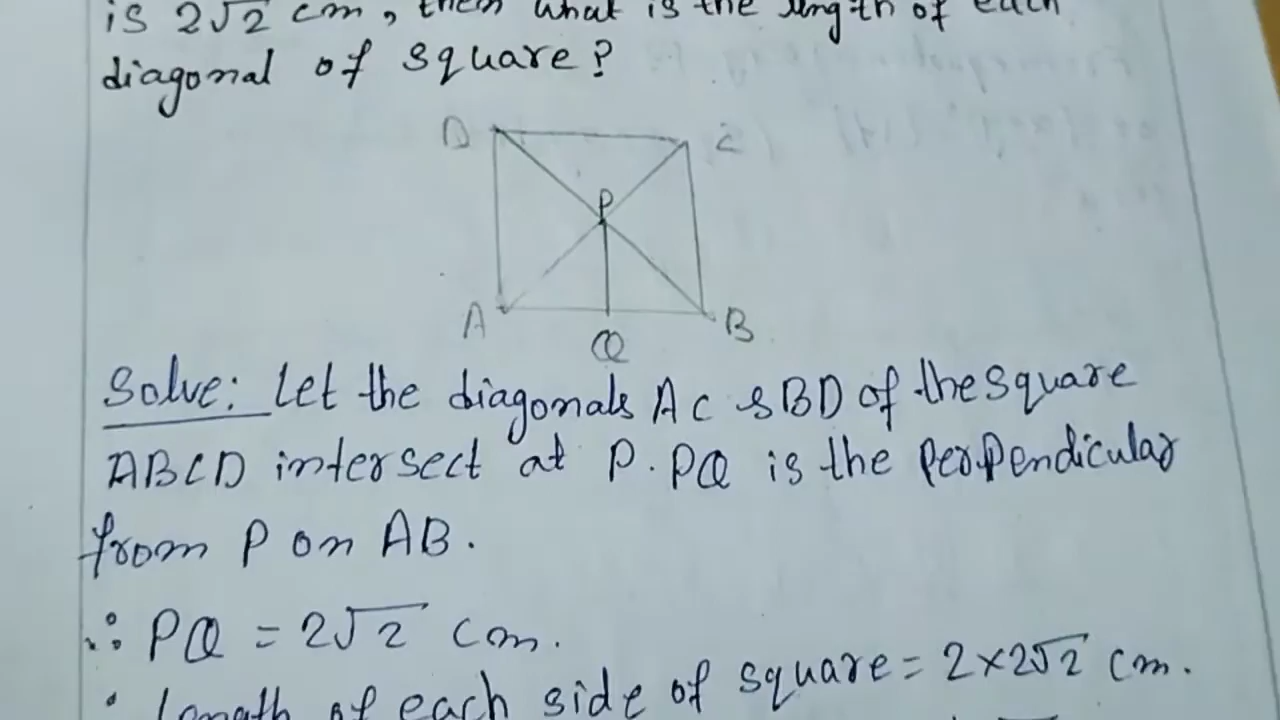 is 2√2 cm, then what is the length of each
diagonal of square?
D
C
P
A
B
Q
Solve: Let the diagonals AC & BD of the square
ABCD intersect at P. PQ is the perpendicular
from P on AB.
∴ PQ = 2√2 cm.
∴ Length of each side of square = 2×2√2 cm.